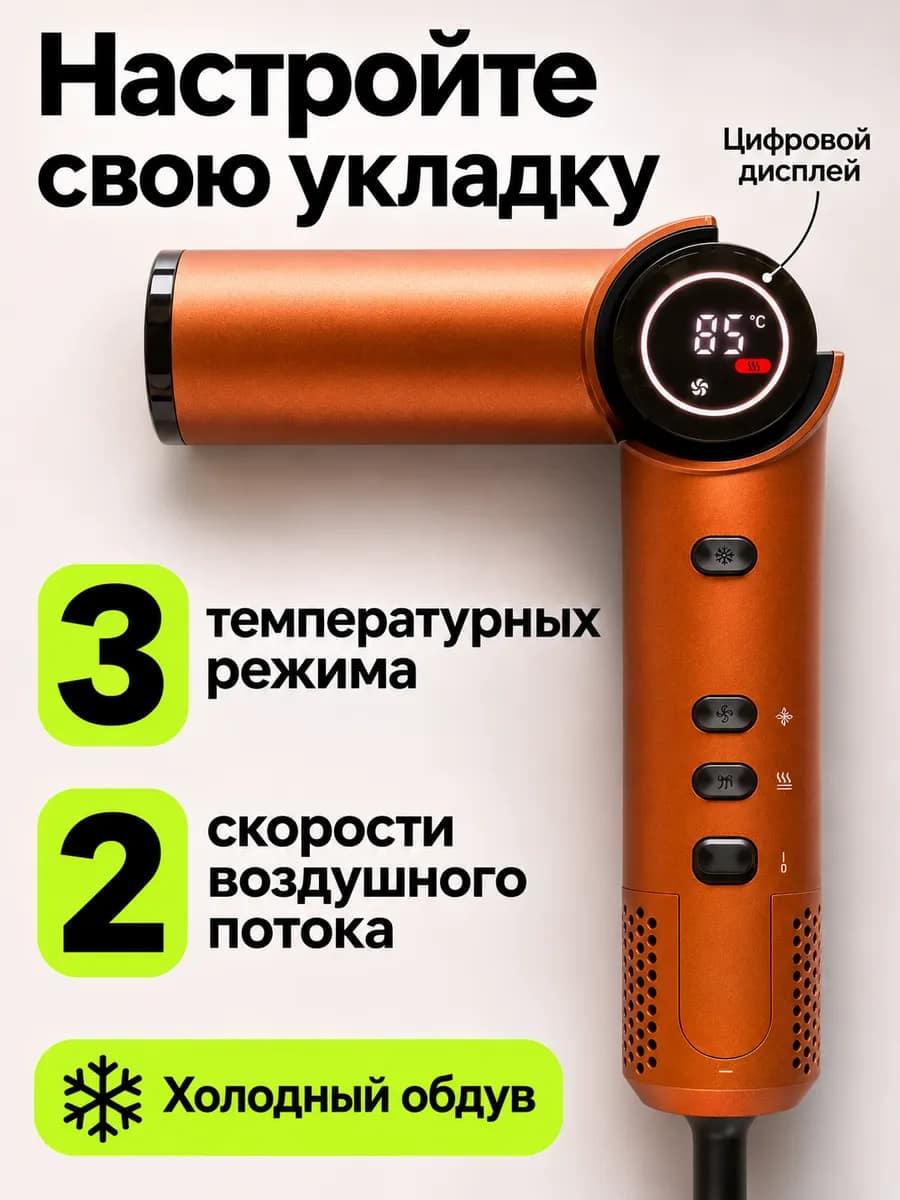 Настройте
свою укладку
Цифровой
дисплей
85 °C
3
температурных
режима
2
скорости
воздушного
потока
Холодный обдув